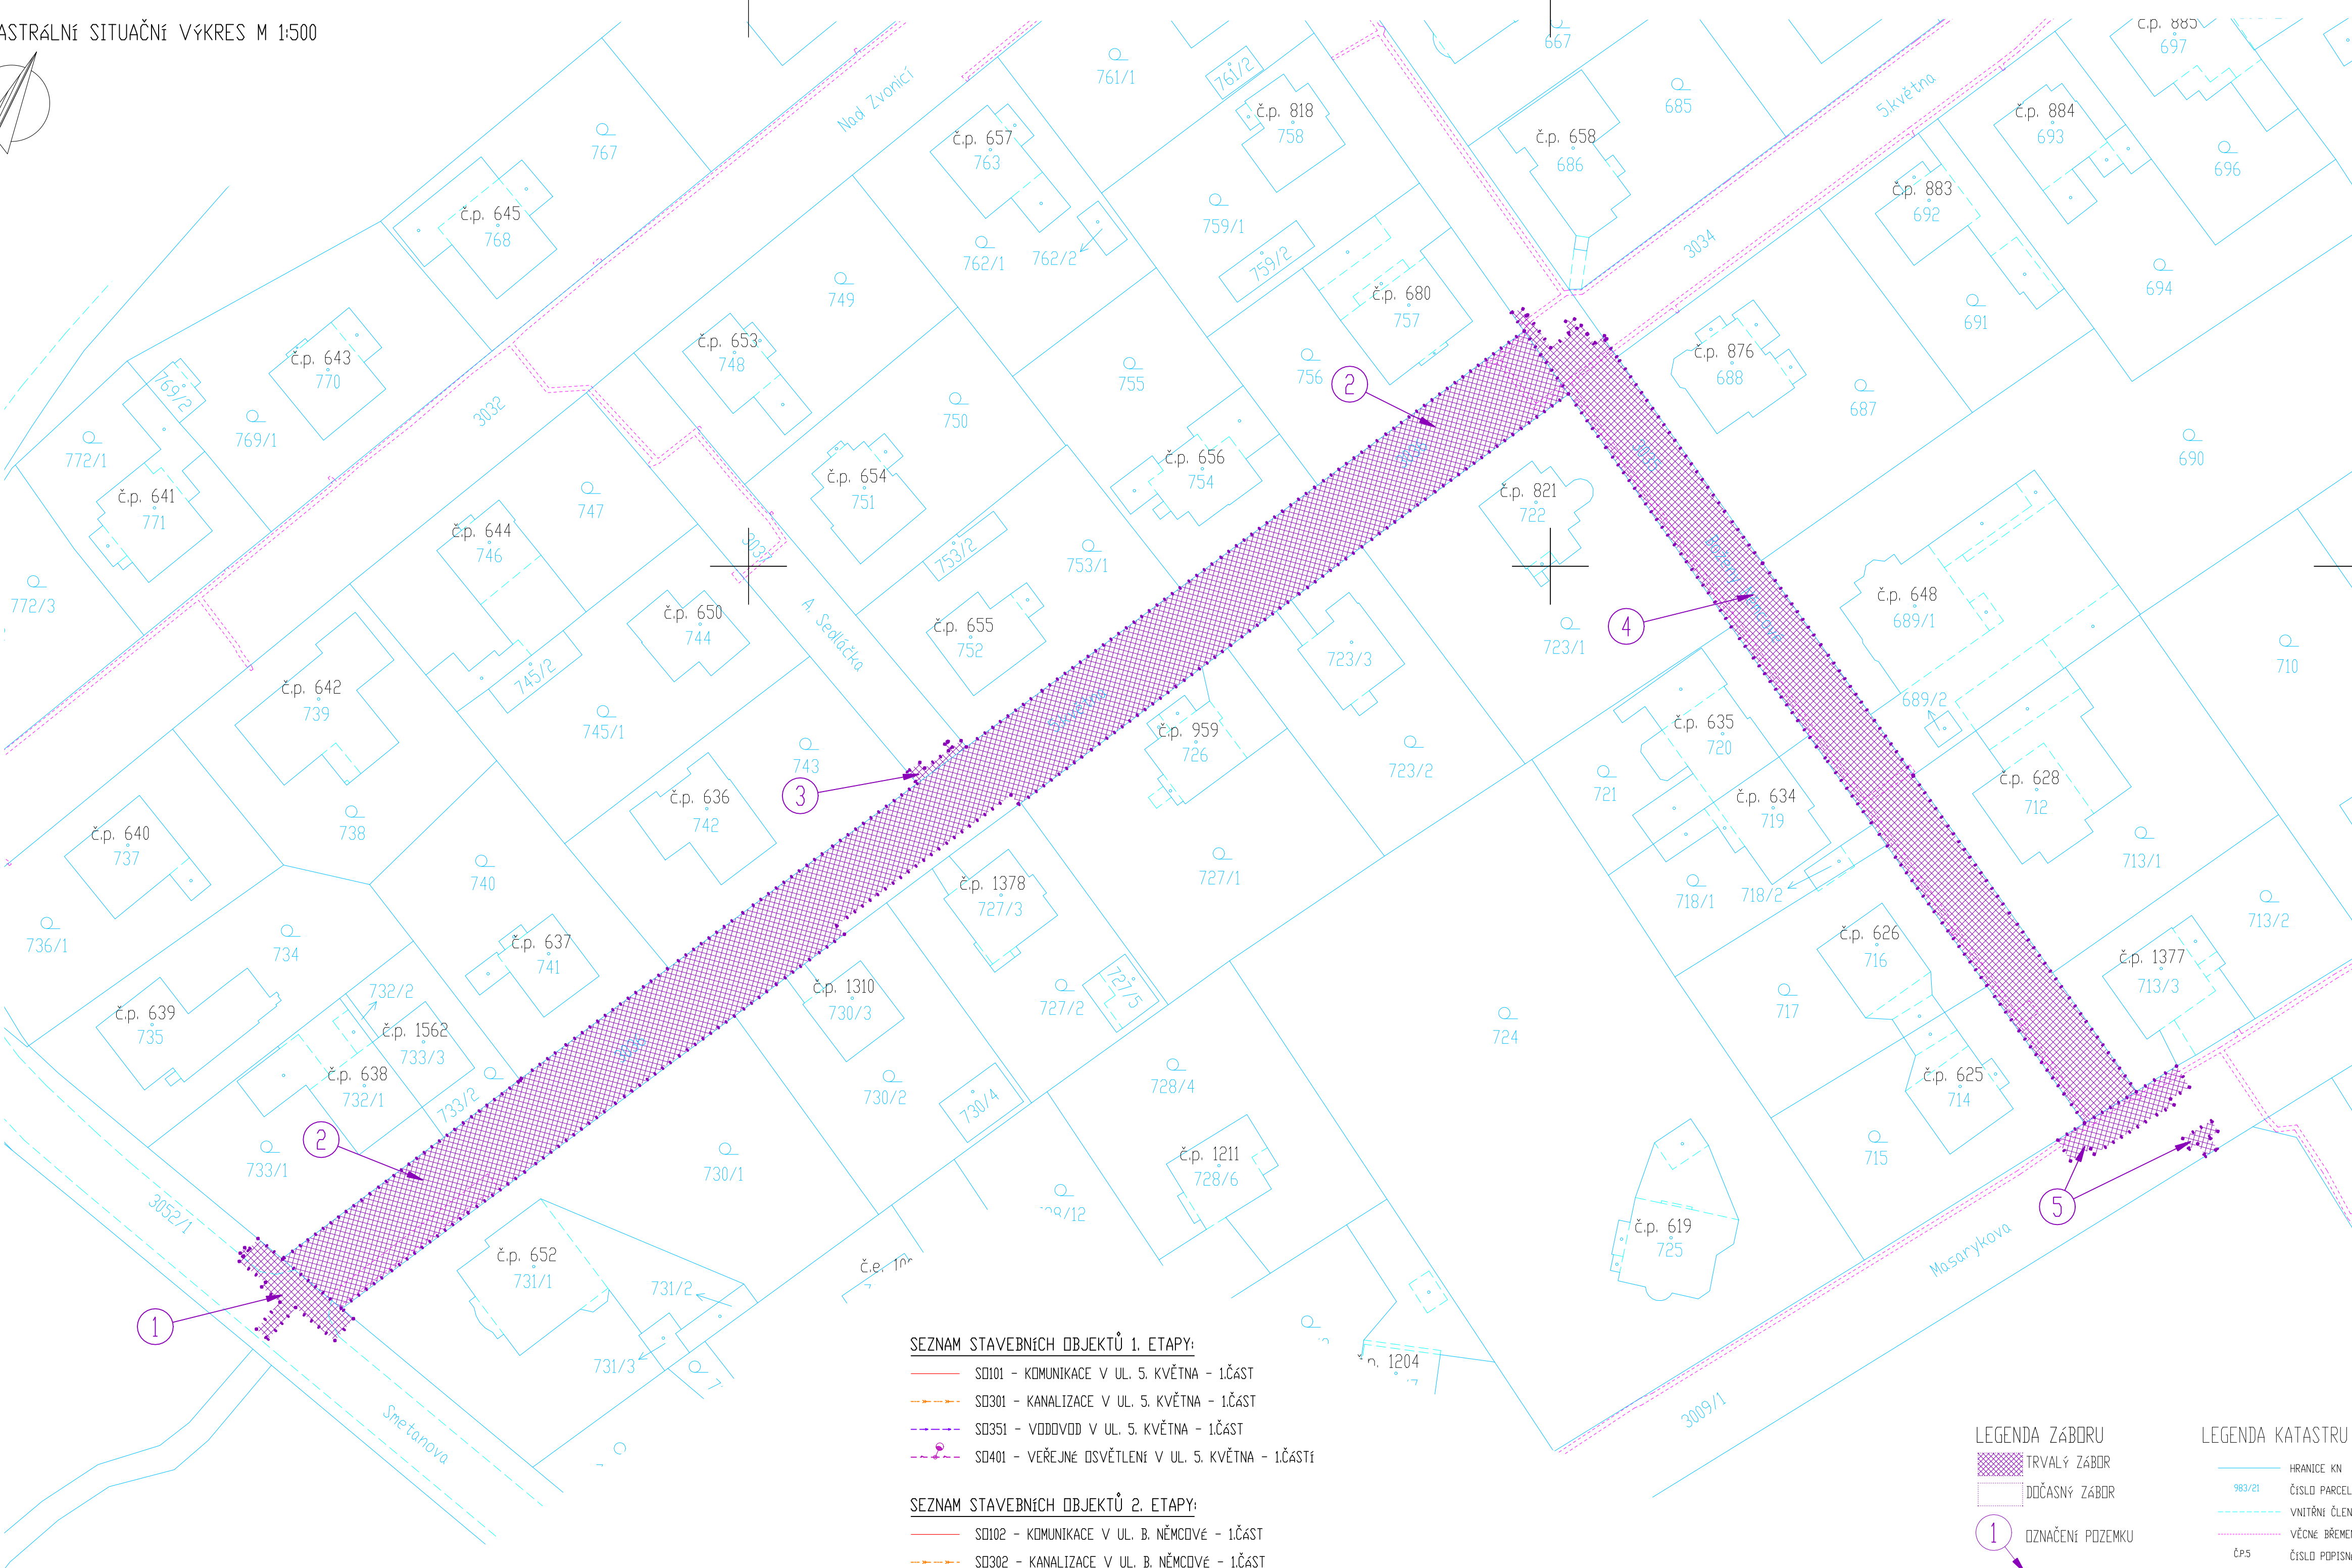 ASTRÁLNÍ SITUAČNÍ VÝKRES M 1:500
č.p. 885
697
667
761/1
761/2
Nad Zvonicí
685
5.května
č.p. 818
758
č.p. 884
693
č.p. 657
763
č.p. 658
686
767
696
č.p. 883
692
č.p. 645
768
759/1
762/1
762/2
759/2
3034
749
694
č.p. 680
757
691
č.p. 653
748
č.p. 643
770
č.p. 876
688
756
755
769/2
2
687
3032
750
769/1
772/1
690
č.p. 656
754
č.p. 654
751
č.p. 641
771
747
č.p. 821
722
č.p. 644
746
753/2
753/1
772/3
č.p. 648
689/1
č.p. 650
744
č.p. 655
752
A. Sedláčka
4
723/3
723/1
710
745/2
č.p. 642
739
689/2
745/1
č.p. 959
726
č.p. 635
720
743
723/2
3
721
č.p. 628
712
č.p. 636
742
č.p. 634
719
738
č.p. 640
737
713/1
727/1
740
č.p. 1378
727/3
718/1
718/2
713/2
736/1
734
č.p. 637
741
č.p. 626
716
č.p. 1377
713/3
732/2
č.p. 1310
730/3
727/2
727/5
717
č.p. 639
735
č.p. 1562
733/3
724
č.p. 638
732/1
733/2
730/2
730/4
728/4
č.p. 625
714
2
733/1
730/1
č.p. 1211
728/6
715
3052/1
5
č.p. 619
725
č.p. 652
731/1
Masarykova
731/2
1
731/3
č.p. 1204
3009/1
Smetanova
SEZNAM STAVEBNÍCH OBJEKTŮ 1. ETAPY:
SO101 - KOMUNIKACE V UL. 5. KVĚTNA - 1.ČÁST
SO301 - KANALIZACE V UL. 5. KVĚTNA - 1.ČÁST
SO351 - VODOVOD V UL. 5. KVĚTNA - 1.ČÁST
SO401 - VEŘEJNÉ OSVĚTLENÍ V UL. 5. KVĚTNA - 1.ČÁSTÍ
SEZNAM STAVEBNÍCH OBJEKTŮ 2. ETAPY:
SO102 - KOMUNIKACE V UL. B. NĚMCOVÉ - 1.ČÁST
SO302 - KANALIZACE V UL. B. NĚMCOVÉ - 1.ČÁST
LEGENDA ZÁBORU
TRVALÝ ZÁBOR
DOČASNÝ ZÁBOR
1 OZNAČENÍ POZEMKU
LEGENDA KATASTRU
HRANICE KN
983/21 ČÍSLO PARCEL
VNITŘNÍ ČLEN
VĚCNÉ BŘEMEN
Č.P.5 ČÍSLO POPISN